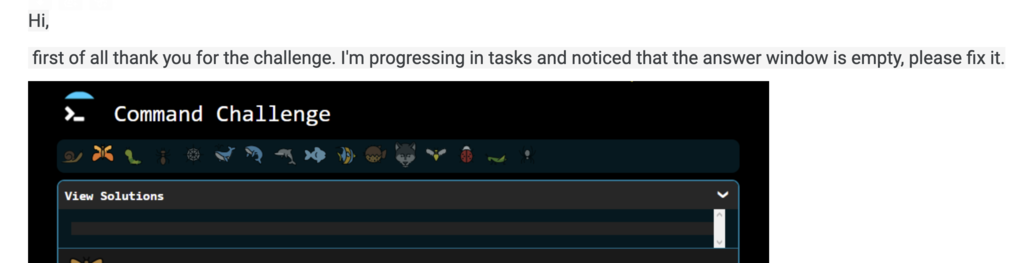 Hi,
first of all thank you for the challenge. I'm progressing in tasks and noticed that the answer window is empty, please fix it.
Command Challenge
View Solutions